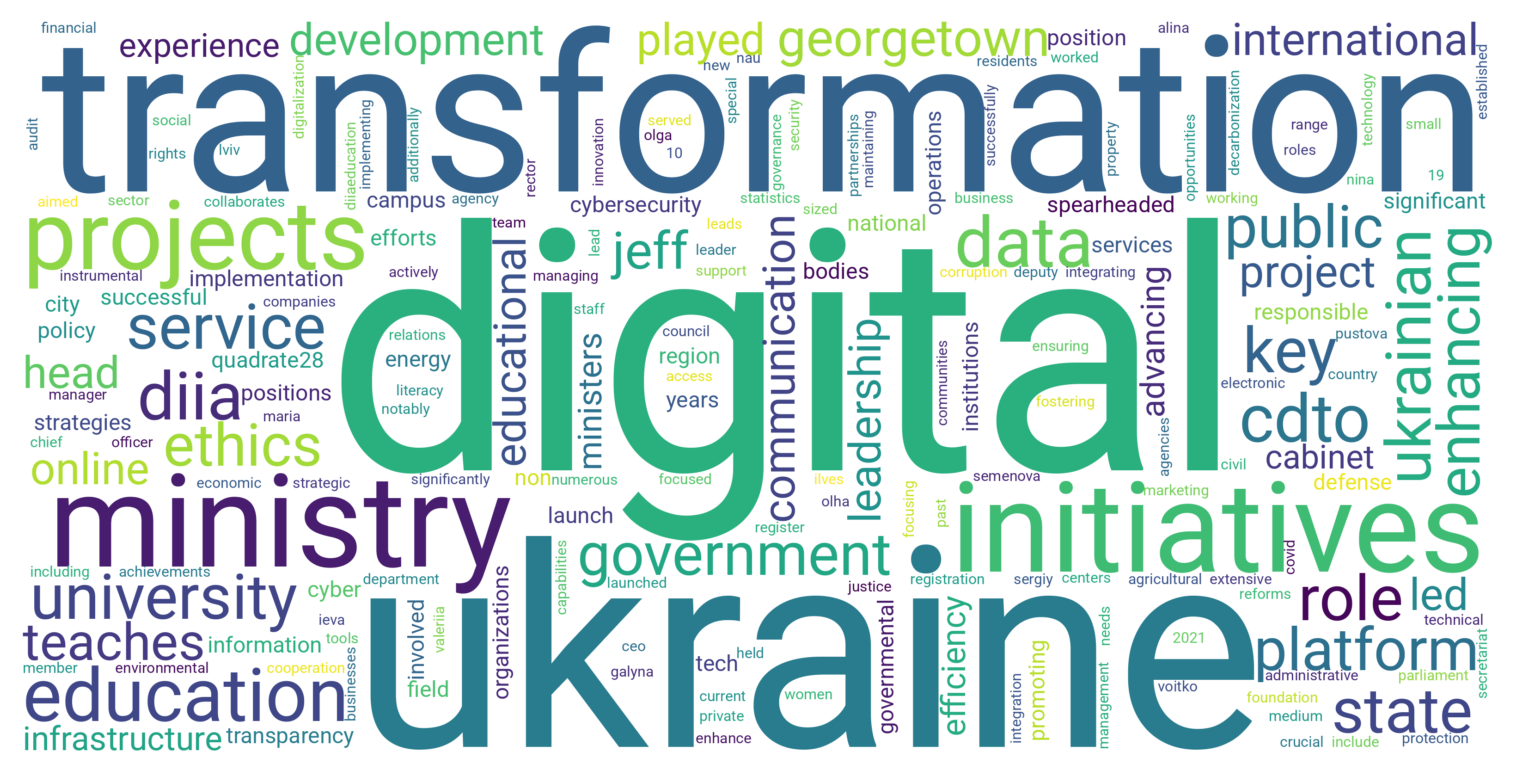 financial
experience
development
played
georgetown
position
alina
international
established
new
nau
residents
worked
transformation
digitalization
audit
social
rights
lviv
diiaeducation
implementing
additionally
rector
innovation
served
olga
10
special
governance
security
partnerships
maintaining
operations
successfully
property
opportunities
decarbonization
range
roles
technology
small
nina
19
aimed
sector
collaborates
campus
agency
cybersecurity
statistics
sized
business
spearheaded
working
significant
projects
efforts
team
lead
jeff
leads
leader
support
national
data
services
public
instrumental
implementation
actively
educational
managing
communication
bodies
corruption
deputy
integrating
advancing
project
ukrainian
enhancing
city
successful
companies
policy
service
digital
relations
staff
council
region
access
years
energy
literacy
notably
ministers
leadership
communities
institutions
ensuring
fostering
responsible
key
pustova
country
electronic
quadrate28
head
manager
diia
positions
maria
strategies
chief
officer
ethics
online
cdto
cabinet
agencies
civil
defense
economic
strategic
significantly
non
numerous
focused
ilves
olha
focusing
past
semenova
marketing
ministry
launch
register
initiatives
government
covid
including
achievements
department
capabilities
launched
justice
registration
sergiy
centers
agricultural
extensive
reforms
university
cyber
organizations
role
led
technical
ieva
tools
teaches
information
involved
valeriia
ukraine
ceo
galyna
tech
held
governmental
efficiency
needs
2021
platform
secretariat
member
environmental
cooperation
businesses
field
current
private
enhance
women
integration
promoting
management
voitko
administrative
parliament
education
foundation
medium
state
infrastructure
transparency
crucial
include
protection